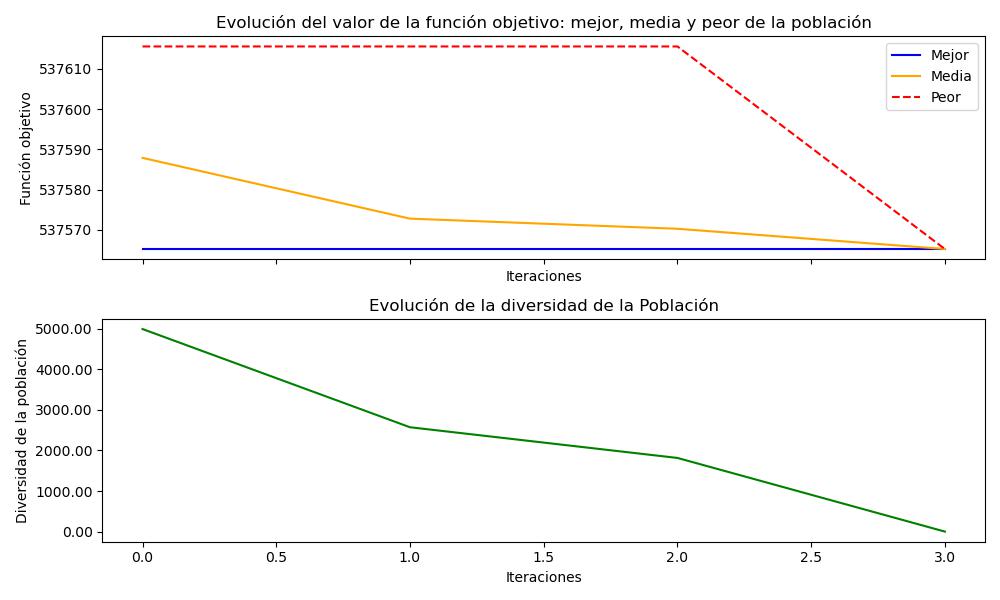 Evolución del valor de la función objetivo: mejor, media y peor de la población
Función objetivo
537610
537600
537590
537580
537570
Mejor
Media
Peor
Iteraciones
Evolución de la diversidad de la Población
Diversidad de la población
5000.00
4000.00
3000.00
2000.00
1000.00
0.00
0.0 0.5 1.0 1.5 2.0 2.5 3.0
Iteraciones